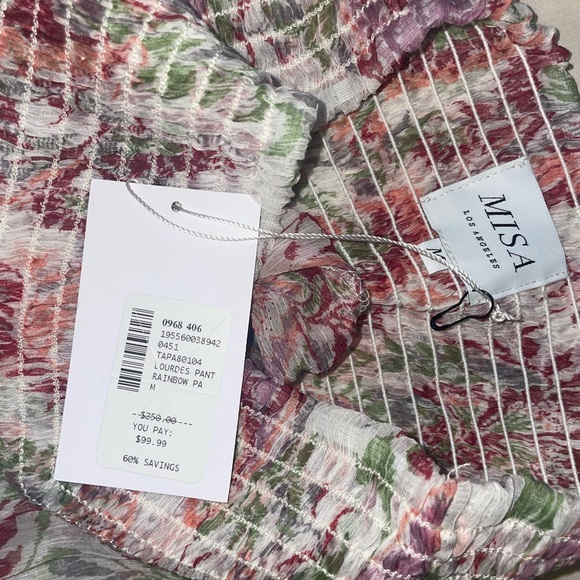 0968 406
195560038942
0451
TAPA80104
LOURDES PANT
RAINBOW PA
M
$250.00
YOU PAY:
$99.99
60% SAVINGS
MISA
LOS ANGELES
M